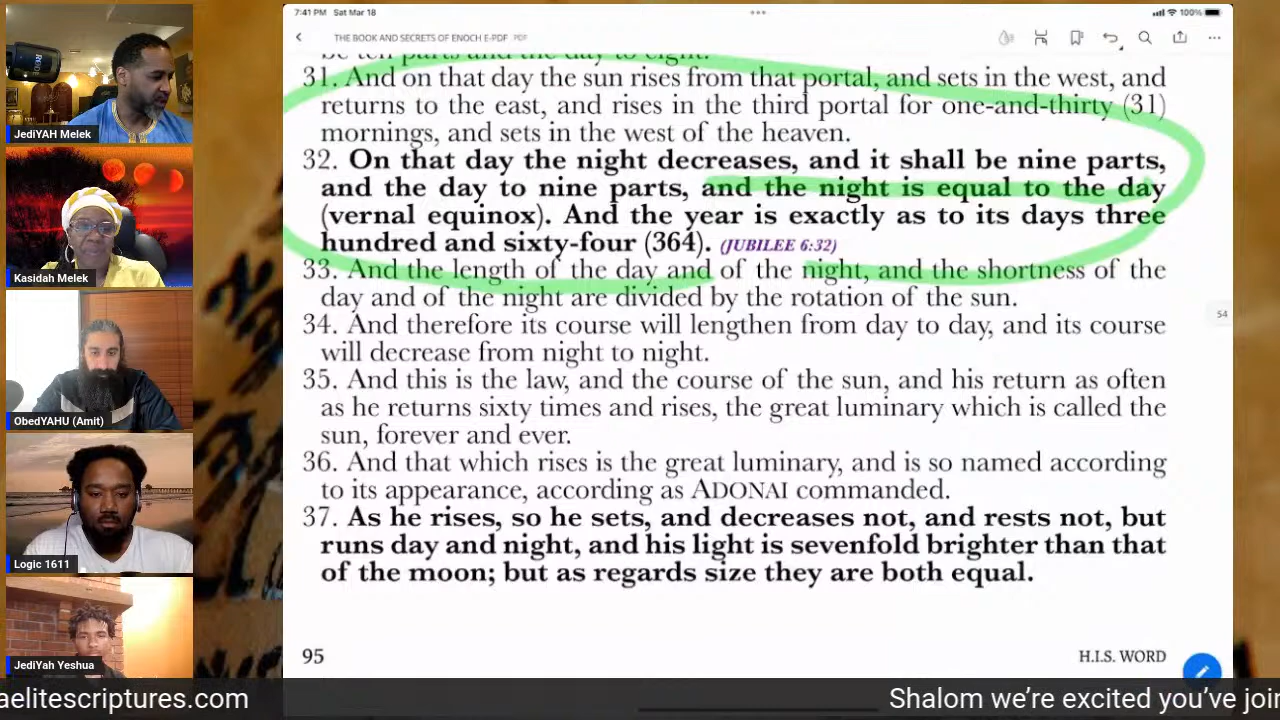 7:41 PM Sat Mar 18
100%
THE BOOK AND SECRETS OF ENOCH E-PDF PDF
be ten parts and the day to eight.
31. And on that day the sun rises from that portal, and sets in the west, and
returns to the east, and rises in the third portal for one-and-thirty (31)
mornings, and sets in the west of the heaven.
32. On that day the night decreases, and it shall be nine parts,
and the day to nine parts, and the night is equal to the day
(vernal equinox). And the year is exactly as to its days three
hundred and sixty-four (364). (JUBILEE 6:32)
33. And the length of the day and of the night, and the shortness of the
day and of the night are divided by the rotation of the sun.
34. And therefore its course will lengthen from day to day, and its course
will decrease from night to night.
35. And this is the law, and the course of the sun, and his return as often
as he returns sixty times and rises, the great luminary which is called the
sun, forever and ever.
36. And that which rises is the great luminary, and is so named according
to its appearance, according as ADONAI commanded.
37. As he rises, so he sets, and decreases not, and rests not, but
runs day and night, and his light is sevenfold brighter than that
of the moon; but as regards size they are both equal.
54
95
H.I.S. WORD
JediYAH Melek
Kasidah Melek
ObedYAHU (Amit)
Logic 1611
JediYah Yeshua
aelitescriptures.com
Shalom we're excited you've joi